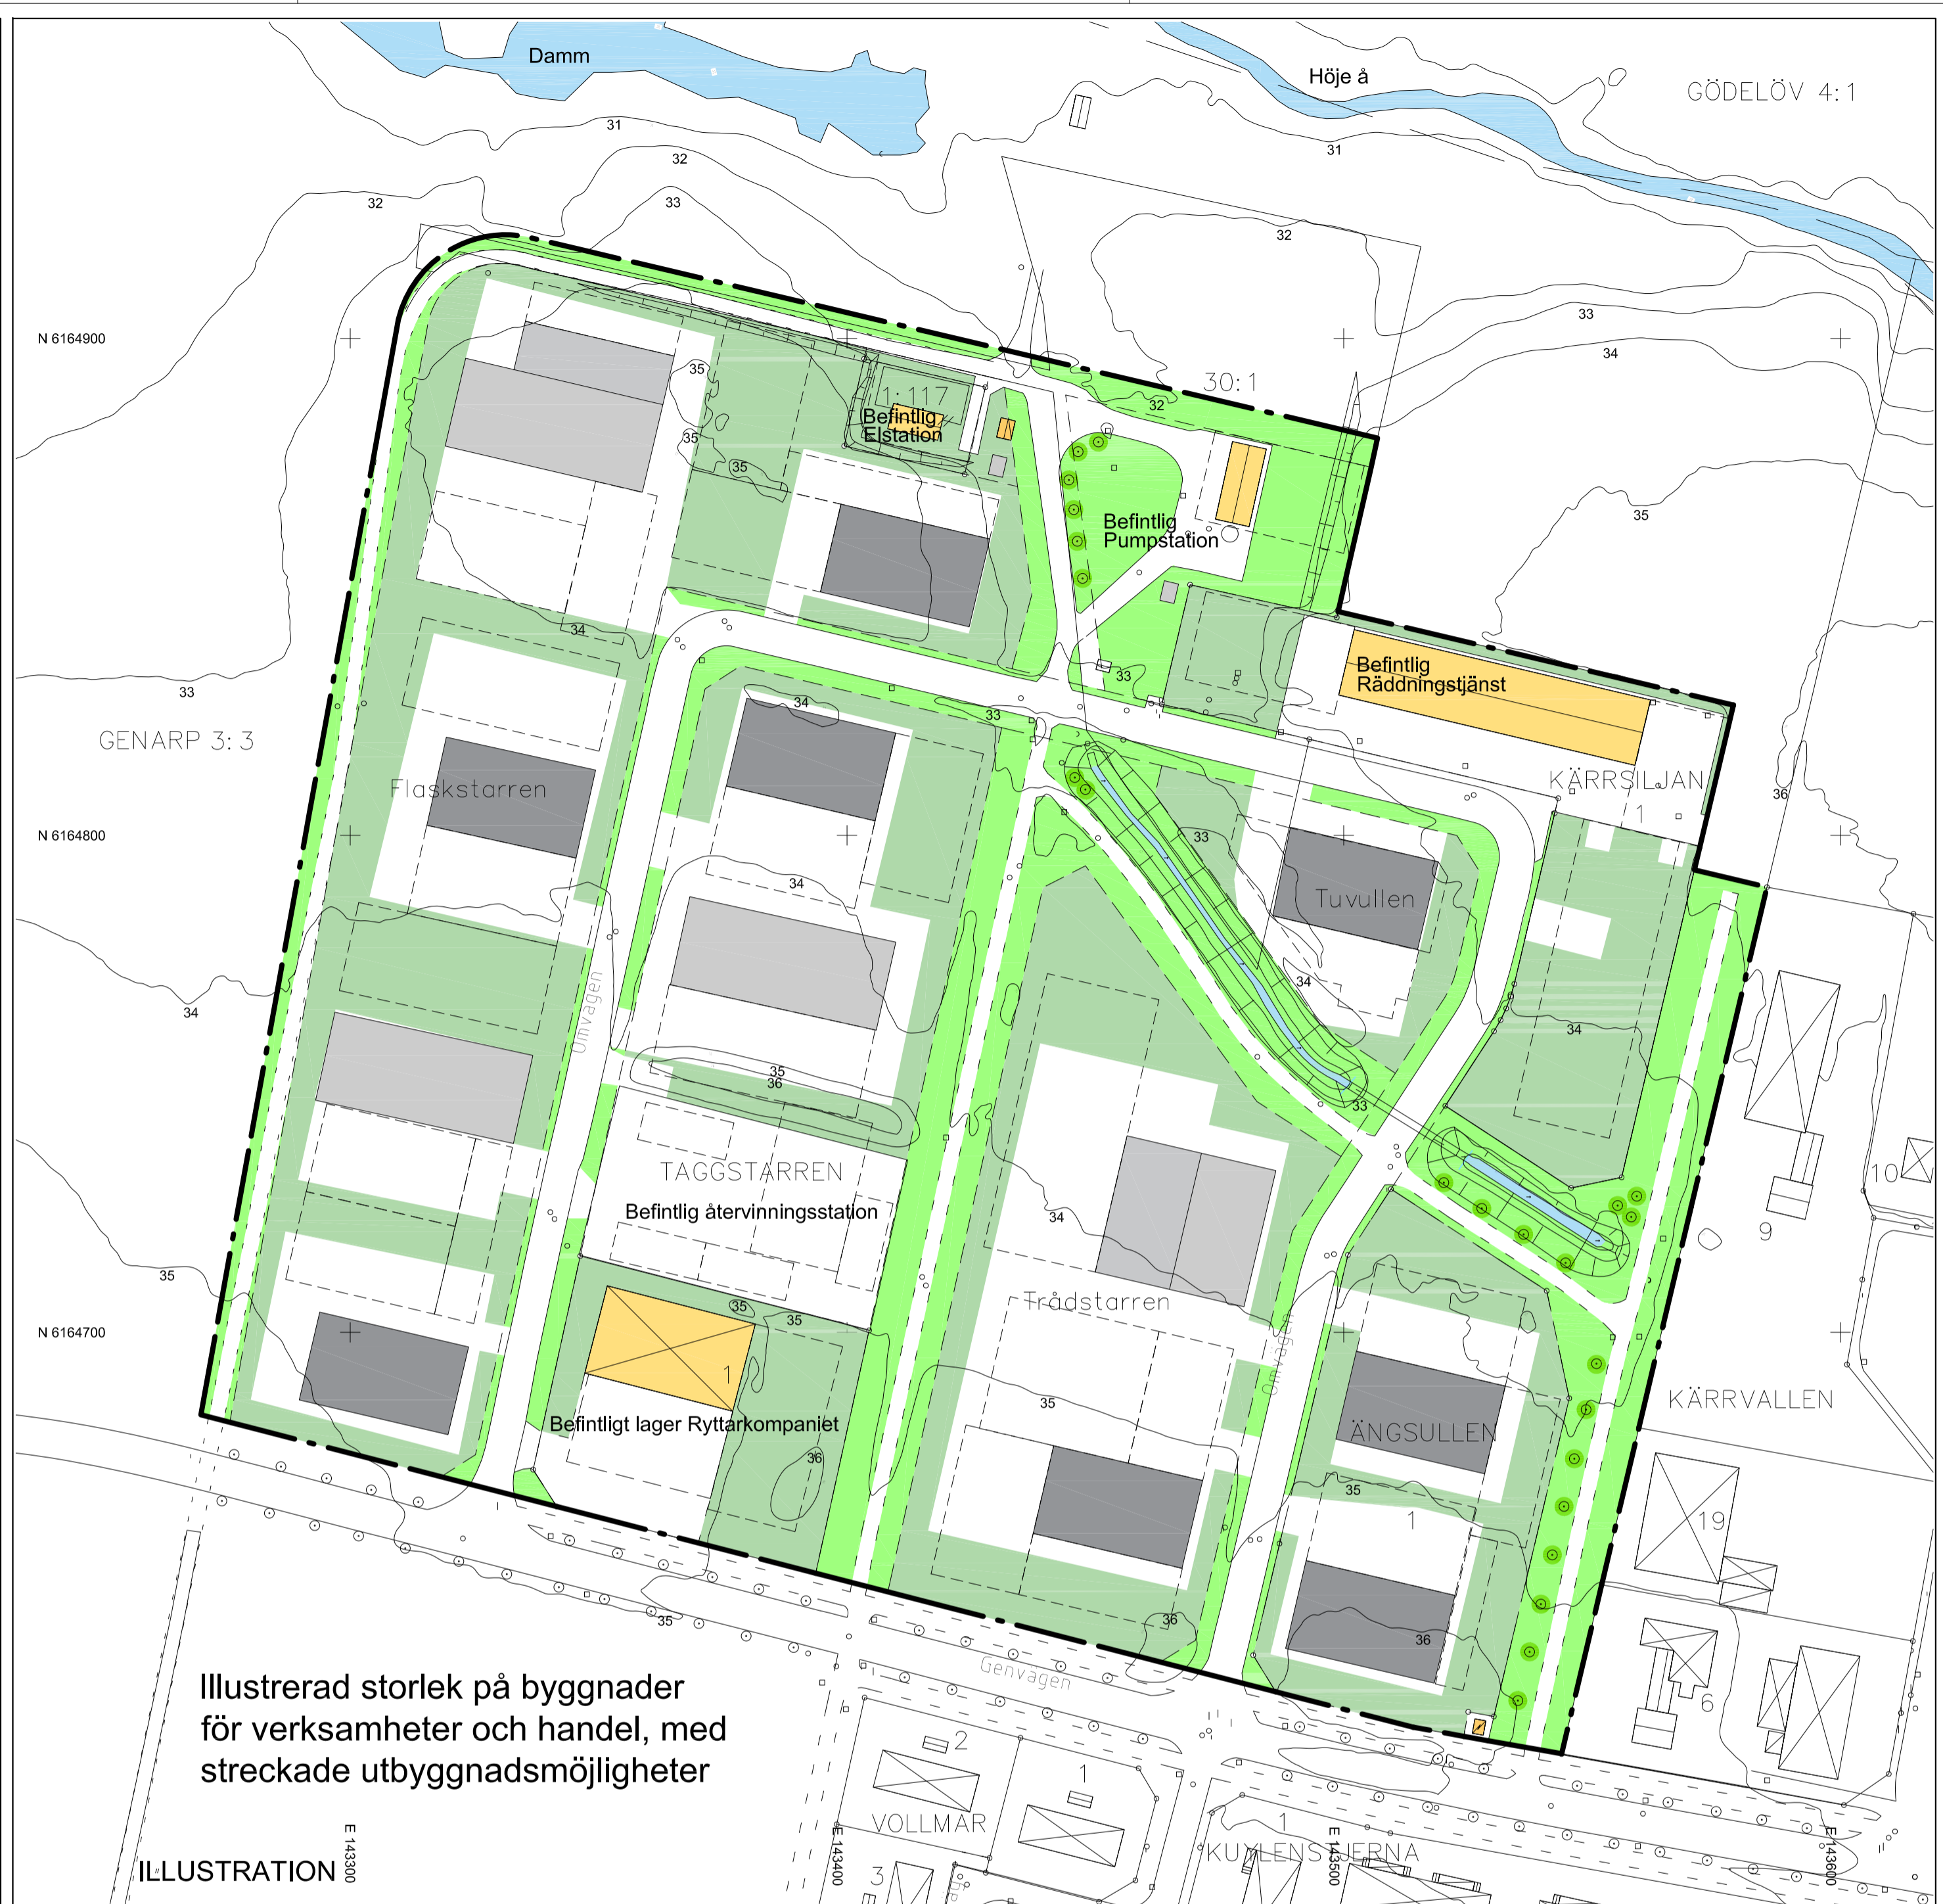 Damm
Höje å
GÖDELÖV 4:1
31
32
31
32
33
32
33
N 6164900
34
35
30:1
1:117
32
Befintlig
Elstation
35
35
35
Befintlig
Pumpstation
34
33
Befintlig
Räddningstjänst
33
34
33
GENARP 3:3
KÄRRSILJAN
1
36
Flaskstarren
N 6164800
33
34
Tuvullen
34
34
Omvägen
34
35
36
33
TAGGSTARREN
10
Befintlig återvinningsstation
34
9
35
Trådstarren
35
35
N 6164700
1
Omvägen
35
KÄRRVALLEN
Befintligt lager Ryttarkompaniet
ÄNGSULLEN
36
35
1
19
35
36
36
Genvägen
6
Illustrerad storlek på byggnader
för verksamheter och handel, med
streckade utbyggnadsmöjligheter
2
1
VOLLMAR
1
KUYLENSTJERNA
3
ILLUSTRATION
E 143300
E 143400
E 143500
E 143600